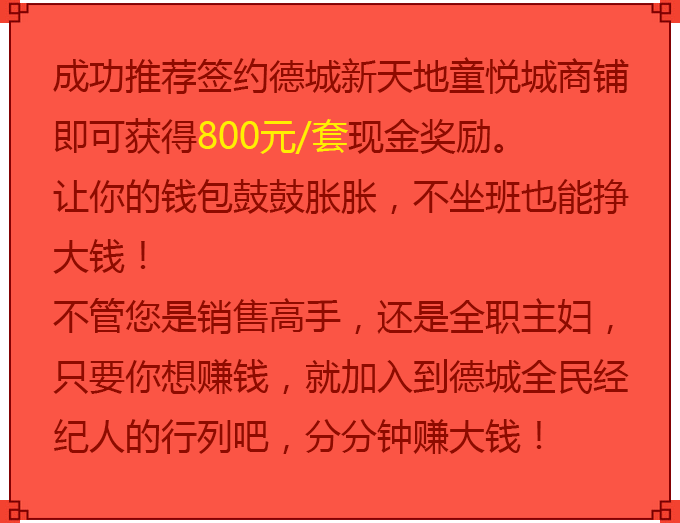 成功推荐签约德城新天地童悦城商铺
即可获得800元/套现金奖励。
让你的钱包鼓鼓胀胀，不坐班也能挣
大钱！
不管您是销售高手，还是全职主妇，
只要你想赚钱，就加入到德城全民经
纪人的行列吧，分分钟赚大钱！